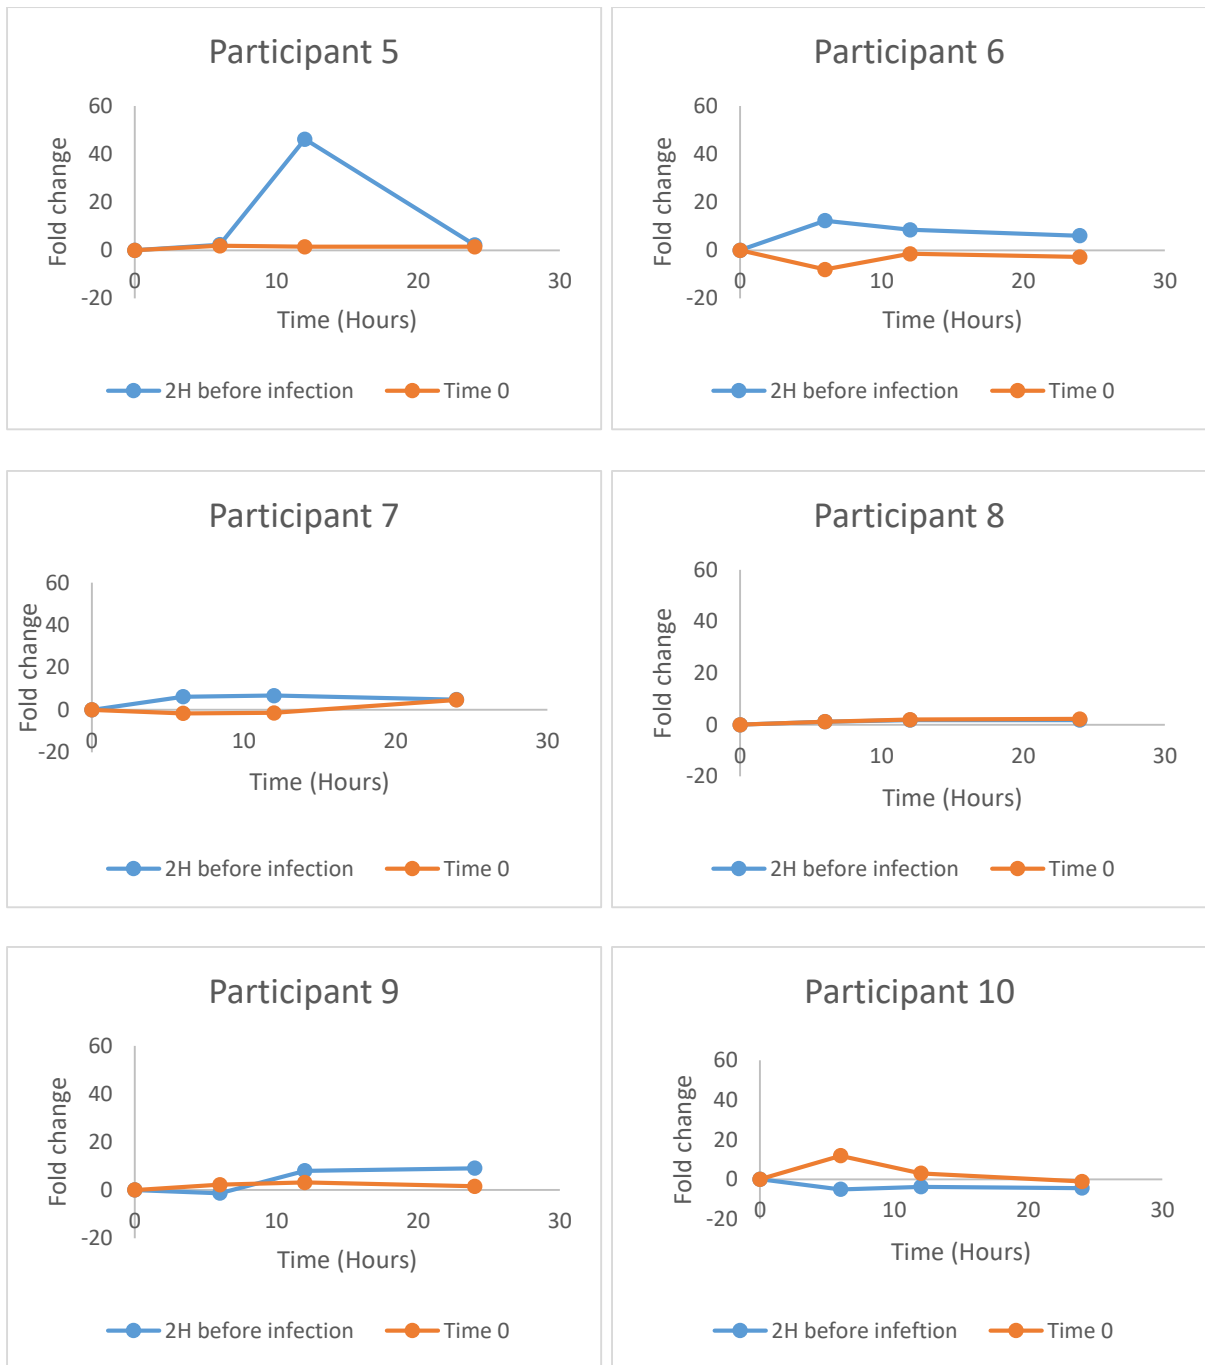 Participant 5
60
40
20
0
-20
0
10
20
30
Fold change
Time (Hours)
2H before infection
Time 0
Participant 6
60
40
20
0
-20
0
10
20
30
Fold change
Time (Hours)
2H before infection
Time 0
Participant 7
60
40
20
0
-20
0
10
20
30
Fold change
Time (Hours)
2H before infection
Time 0
Participant 8
60
40
20
0
-20
0
10
20
30
Fold change
Time (Hours)
2H before infection
Time 0
Participant 9
60
40
20
0
-20
0
10
20
30
Fold change
Time (Hours)
2H before infection
Time 0
Participant 10
60
40
20
0
-20
0
10
20
30
Fold change
Time (Hours)
2H before infeftion
Time 0